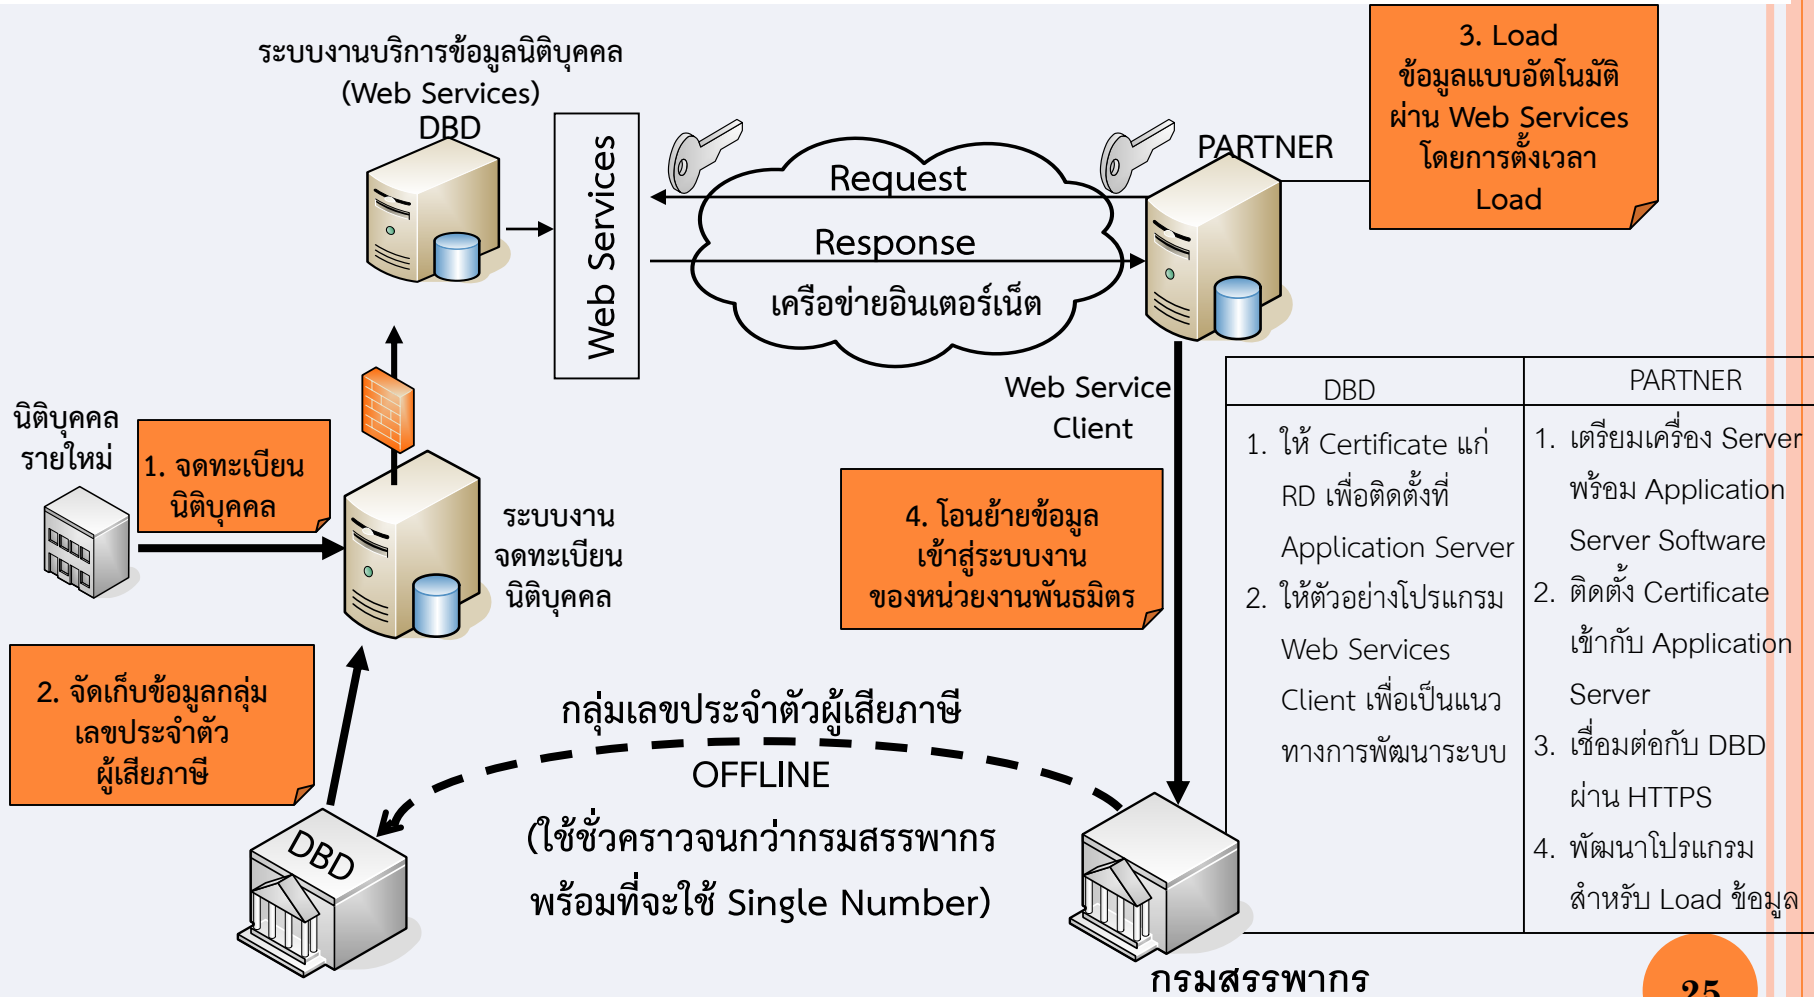 ระบบงานบริการข้อมูลนิติบุคคล
(Web Services)
DBD
Web Services
Request
Response
เครือข่ายอินเตอร์เน็ต
PARTNER
3. Load
ข้อมูลแบบอัตโนมัติ
ผ่าน Web Services
โดยการตั้งเวลา
Load
นิติบุคคล
รายใหม่
1. จดทะเบียน
นิติบุคคล
ระบบงาน
จดทะเบียน
นิติบุคคล
Web Service
Client
4. โอนย้ายข้อมูล
เข้าสู่ระบบงาน
ของหน่วยงานพันธมิตร
2. จัดเก็บข้อมูลกลุ่ม
เลขประจำตัว
ผู้เสียภาษี
DBD
กลุ่มเลขประจำตัวผู้เสียภาษี
OFFLINE
(ใช้ชั่วคราวจนกว่ากรมสรรพากร
พร้อมที่จะใช้ Single Number)
กรมสรรพากร
DBD
1. ให้ Certificate แก่
RD เพื่อติดตั้งที่
Application Server
2. ให้ตัวอย่างโปรแกรม
Web Services
Client เพื่อเป็นแนว
ทางการพัฒนาระบบ
PARTNER
1. เตรียมเครื่อง Server
พร้อม Application
Server Software
2. ติดตั้ง Certificate
เข้ากับ Application
Server
3. เชื่อมต่อกับ DBD
ผ่าน HTTPS
4. พัฒนาโปรแกรม
สำหรับ Load ข้อมูล
25